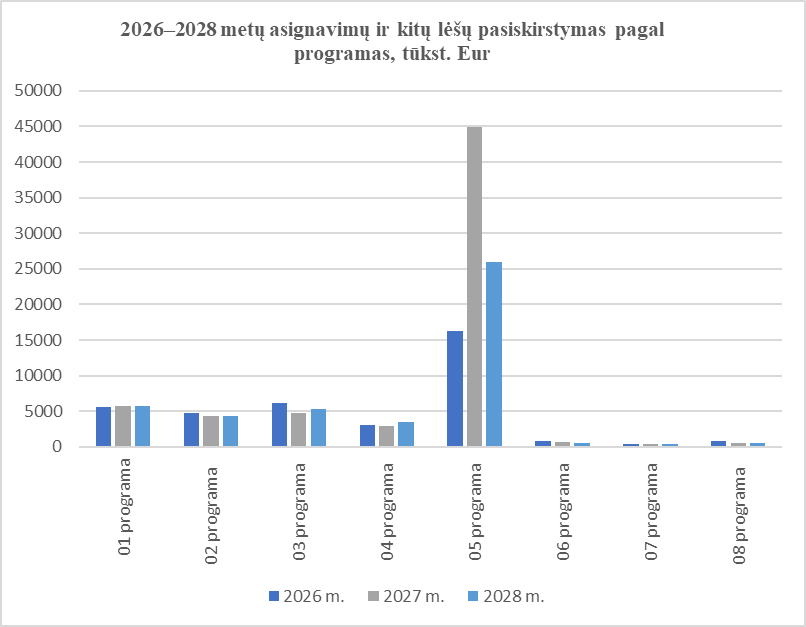 2026–2028 metų asignavimų ir kitų lėšų pasiskirstymas pagal
programas, tūkst. Eur
50000
45000
40000
35000
30000
25000
20000
15000
10000
5000
0
01 programa
02 programa
03 programa
04 programa
05 programa
06 programa
07 programa
08 programa
2026 m.
2027 m.
2028 m.